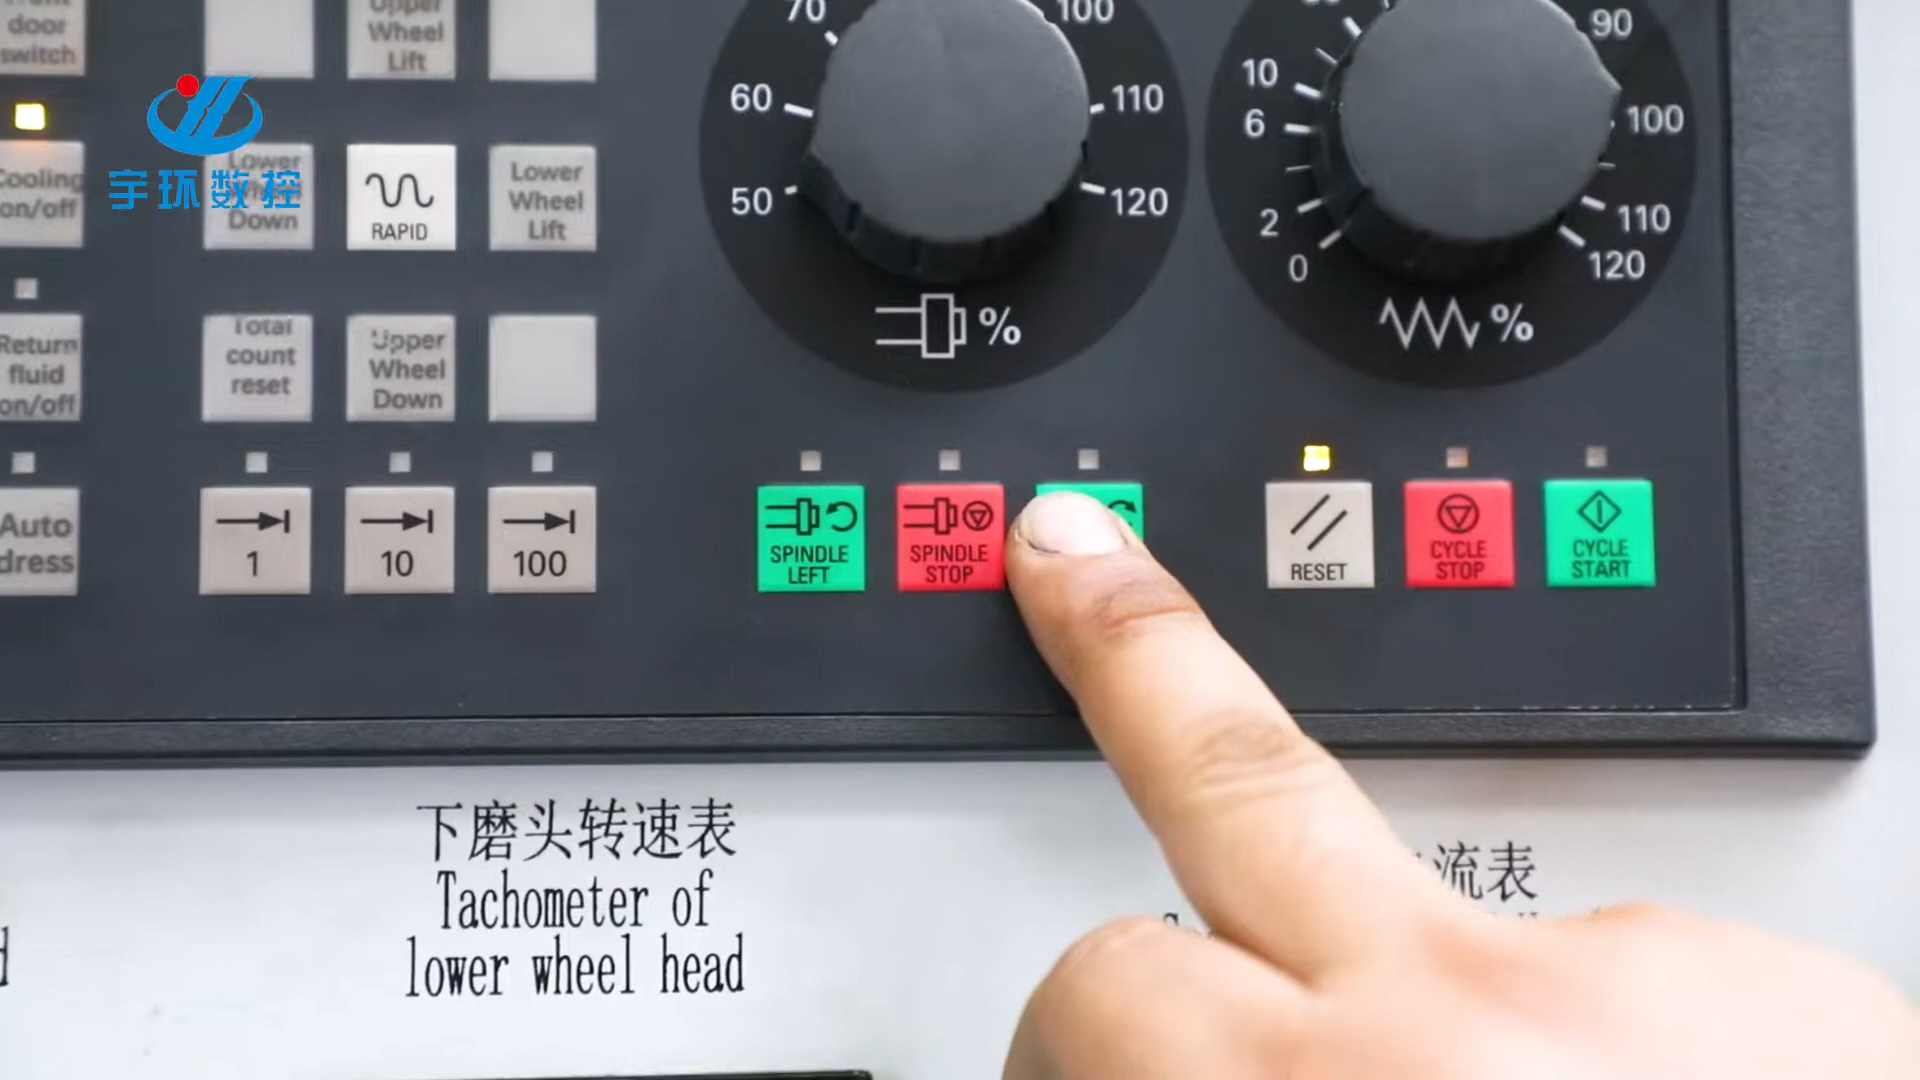 door
switch
Upper
Wheel
Lift
70
100
60
110
50
120
%
10
6
2
0
90
100
110
120
%
宇环数控
Cooling
on/off
Lower
Wheel
Down
RAPID
Lower
Wheel
Lift
Return
fluid
on/off
Total
count
reset
Upper
Wheel
Down
Auto
dress
1
10
100
SPINDLE
LEFT
SPINDLE
STOP
RESET
CYCLE
STOP
CYCLE
START
下磨头转速表
Tachometer of
lower wheel head
流表